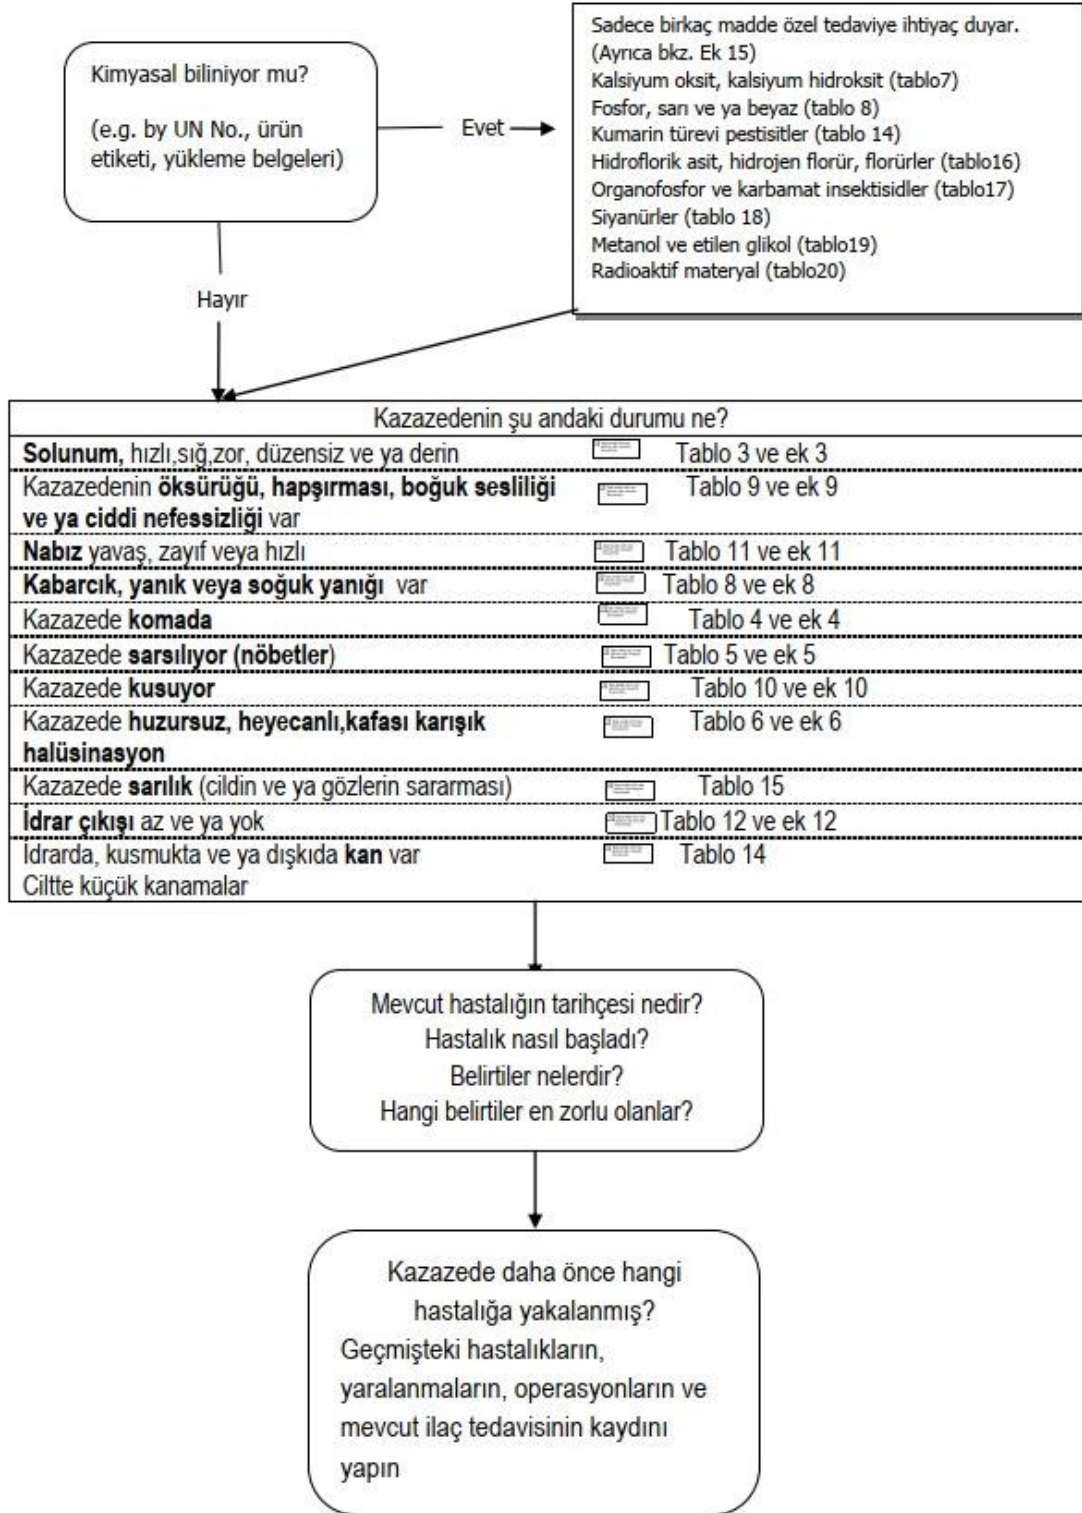 Kimyasal biliniyor mu?
(e.g. by UN No., ürün
etiketi, yükleme belgeleri)
Evet
Sadece birkaç madde özel tedaviye ihtiyaç duyar.
(Ayrıca bkz. Ek 15)
Kalsiyum oksit, kalsiyum hidroksit (tablo7)
Fosfor, sarı ve ya beyaz (tablo 8)
Kumarin türevi pestisitler (tablo 14)
Hidroflorik asit, hidrojen florür, florürler (tablo16)
Organofosfor ve karbamat insektisidler (tablo17)
Siyanürler (tablo 18)
Metanol ve etilen glikol (tablo19)
Radioaktif materyal (tablo20)
Hayır
Kazazedenin şu andaki durumu ne?
Solunum, hızlı,sığ,zor, düzensiz ve ya derin Tablo 3 ve ek 3
Kazazedenin öksürüğü, hapşırması, boğuk sesliliği Tablo 9 ve ek 9
ve ya ciddi nefessizliği var
Nabız yavaş, zayıf veya hızlı Tablo 11 ve ek 11
Kabarcık, yanık veya soğuk yanığı var Tablo 8 ve ek 8
Kazazede komada Tablo 4 ve ek 4
Kazazede sarsılıyor (nöbetler) Tablo 5 ve ek 5
Kazazede kusuyor Tablo 10 ve ek 10
Kazazede huzursuz, heyecanlı,kafası karışık Tablo 6 ve ek 6
halüsinasyon
Kazazede sarılık (cildin ve ya gözlerin sararması) Tablo 15
İdrar çıkışı az ve ya yok Tablo 12 ve ek 12
İdrarda, kusmukta ve ya dışkıda kan var Tablo 14
Ciltte küçük kanamalar
Mevcut hastalığın tarihçesi nedir?
Hastalık nasıl başladı?
Belirtiler nelerdir?
Hangi belirtiler en zorlu olanlar?
Kazazede daha önce hangi
hastalığa yakalanmış?
Geçmişteki hastalıkların,
yaralanmaların, operasyonların ve
mevcut ilaç tedavisinin kaydını
yapın